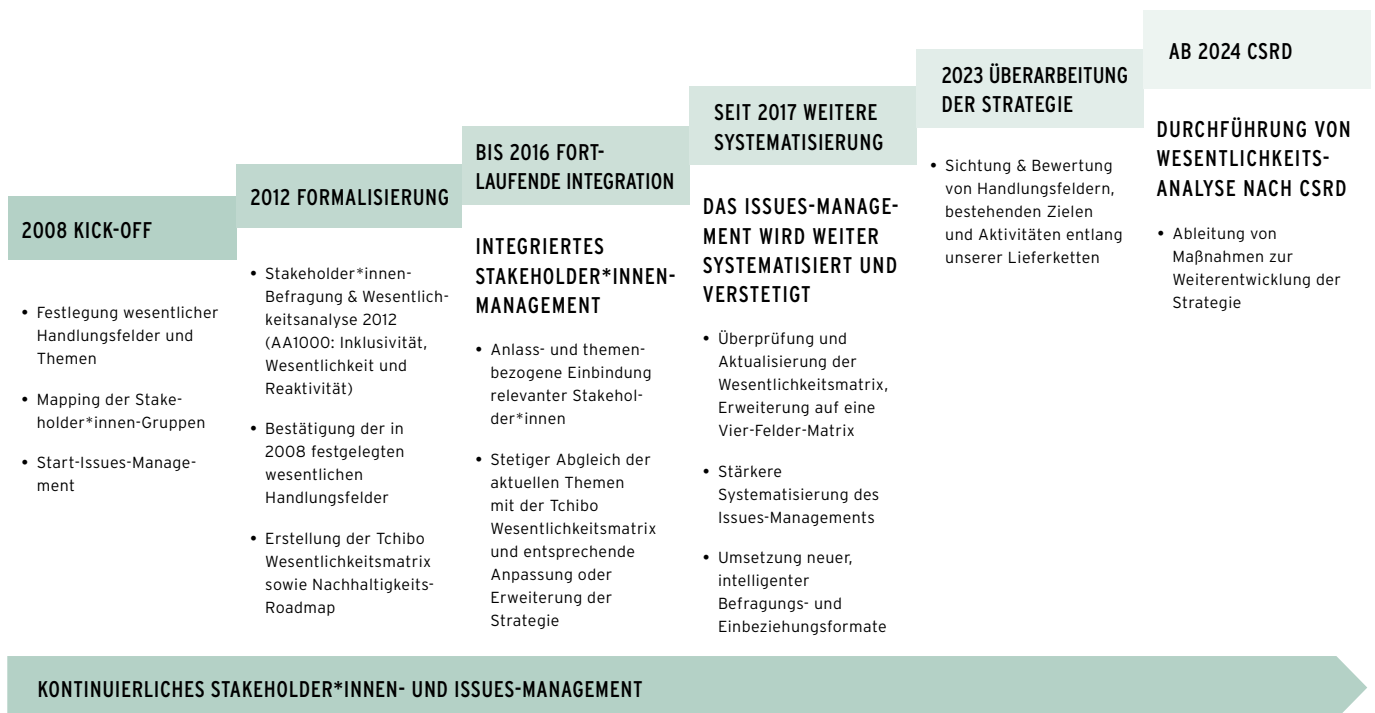 2008 KICK-OFF
• Festlegung wesentlicher
Handlungsfelder und
Themen
• Mapping der Stake-
holder*innen-Gruppen
• Start-Issues-Manage-
ment
2012 FORMALISIERUNG
• Stakeholder*innen-
Befragung & Wesentlich-
keitsanalyse 2012
(AA1000: Inklusivität,
Wesentlichkeit und
Reaktivität)
• Bestätigung der in
2008 festgelegten
wesentlichen
Handlungsfelder
• Erstellung der Tchibo
Wesentlichkeitsmatrix
sowie Nachhaltigkeits-
Roadmap
BIS 2016 FORT-
LAUFENDE INTEGRATION
INTEGRIERTES
STAKEHOLDER*INNEN-
MANAGEMENT
• Anlass- und themen-
bezogene Einbindung
relevanter Stakehol-
der*innen
• Stetiger Abgleich der
aktuellen Themen
mit der Tchibo
Wesentlichkeitsmatrix
und entsprechende
Anpassung oder
Erweiterung der
Strategie
SEIT 2017 WEITERE
SYSTEMATISIERUNG
DAS ISSUES-MANAGE-
MENT WIRD WEITER
SYSTEMATISIERT UND
VERSTETIGT
• Überprüfung und
Aktualisierung der
Wesentlichkeitsmatrix,
Erweiterung auf eine
Vier-Felder-Matrix
• Stärkere
Systematisierung des
Issues-Managements
• Umsetzung neuer,
intelligenter
Befragungs- und
Einbeziehungsformate
2023 ÜBERARBEITUNG
DER STRATEGIE
• Sichtung & Bewertung
von Handlungsfeldern,
bestehenden Zielen
und Aktivitäten entlang
unserer Lieferketten
AB 2024 CSRD
DURCHFÜHRUNG VON
WESENTLICHKEITS-
ANALYSE NACH CSRD
• Ableitung von
Maßnahmen zur
Weiterentwicklung der
Strategie
KONTINUIERLICHES STAKEHOLDER*INNEN- UND ISSUES-MANAGEMENT